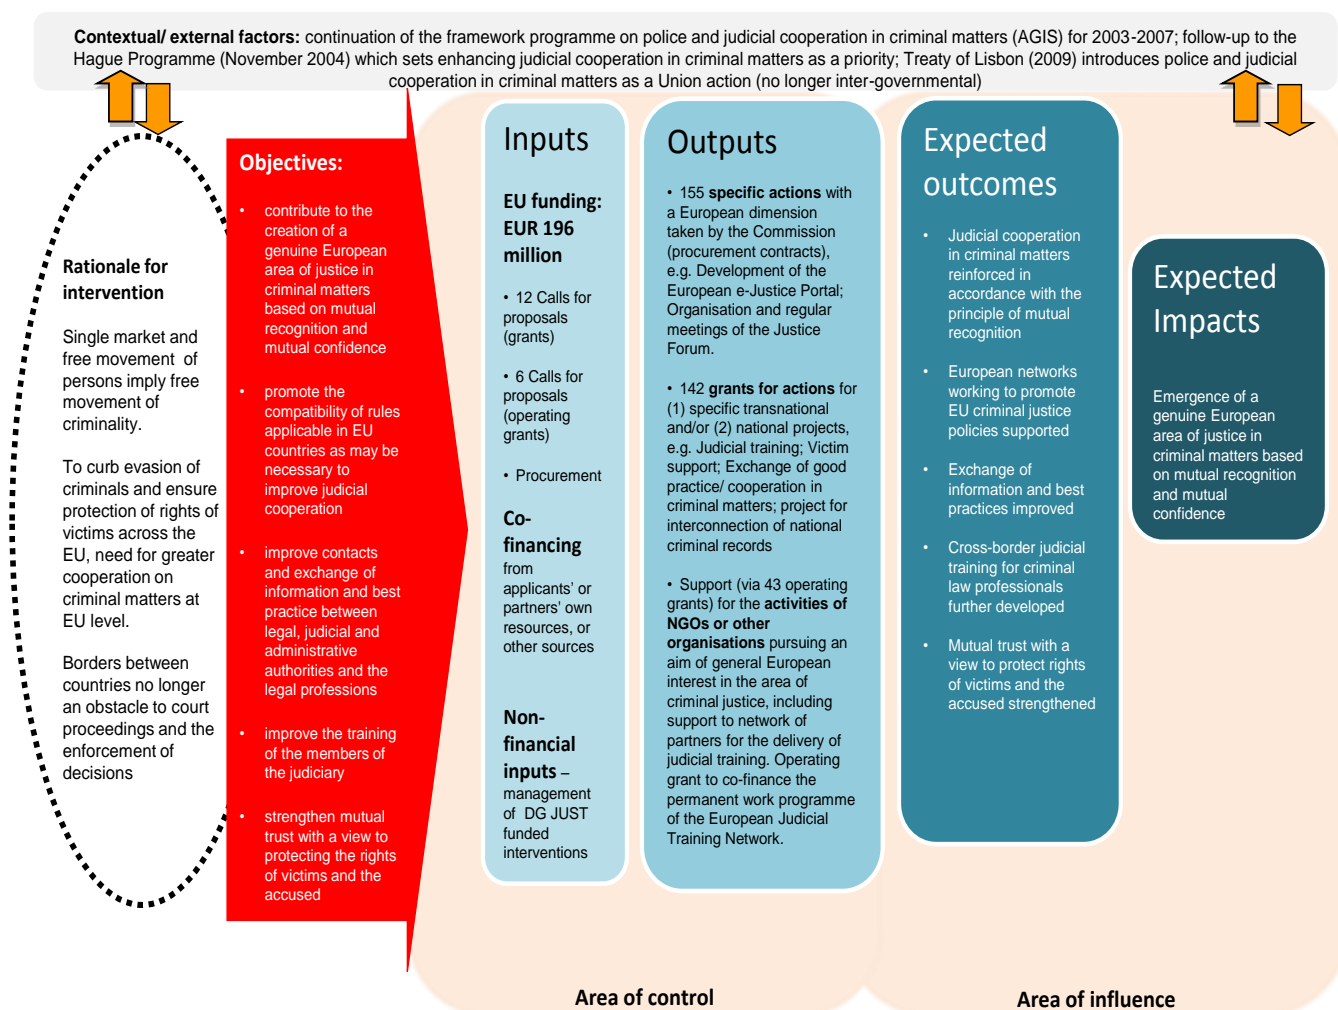 Contextual/ external factors: continuation of the framework programme on police and judicial cooperation in criminal matters (AGIS) for 2003-2007; follow-up to the
Hague Programme (November 2004) which sets enhancing judicial cooperation in criminal matters as a priority; Treaty of Lisbon (2009) introduces police and judicial
cooperation in criminal matters as a Union action (no longer inter-governmental)
Rationale for
intervention
Single market and
free movement of
persons imply free
movement of
criminality.
To curb evasion of
criminals and ensure
protection of rights of
victims across the
EU, need for greater
cooperation on
criminal matters at
EU level.
Borders between
countries no longer
an obstacle to court
proceedings and the
enforcement of
decisions
Objectives:
• contribute to the
creation of a
genuine European
area of justice in
criminal matters
based on mutual
recognition and
mutual confidence
• promote the
compatibility of rules
applicable in EU
countries as may be
necessary to
improve judicial
cooperation
• improve contacts
and exchange of
information and best
practice between
legal, judicial and
administrative
authorities and the
legal professions
• improve the training
of the members of
the judiciary
• strengthen mutual
trust with a view to
protecting the rights
of victims and the
accused
Inputs
EU funding:
EUR 196
million
• 12 Calls for
proposals
(grants)
• 6 Calls for
proposals
(operating
grants)
• Procurement
Co-
financing
from
applicants' or
partners' own
resources, or
other sources
Non-
financial
inputs –
management
of DG JUST
funded
interventions
Outputs
• 155 specific actions with
a European dimension
taken by the Commission
(procurement contracts),
e.g. Development of the
European e-Justice Portal;
Organisation and regular
meetings of the Justice
Forum.
• 142 grants for actions for
(1) specific transnational
and/or (2) national projects,
e.g. Judicial training; Victim
support; Exchange of good
practice/ cooperation in
criminal matters; project for
interconnection of national
criminal records
• Support (via 43 operating
grants) for the activities of
NGOs or other
organisations pursuing an
aim of general European
interest in the area of
criminal justice, including
support to network of
partners for the delivery of
judicial training. Operating
grant to co-finance the
permanent work programme
of the European Judicial
Training Network.
Expected
outcomes
• Judicial cooperation
in criminal matters
reinforced in
accordance with the
principle of mutual
recognition
• European networks
working to promote
EU criminal justice
policies supported
• Exchange of
information and best
practices improved
• Cross-border judicial
training for criminal
law professionals
further developed
• Mutual trust with a
view to protect rights
of victims and the
accused strengthened
Expected
Impacts
Emergence of a
genuine European
area of justice in
criminal matters based
on mutual recognition
and mutual
confidence
Area of control
Area of influence